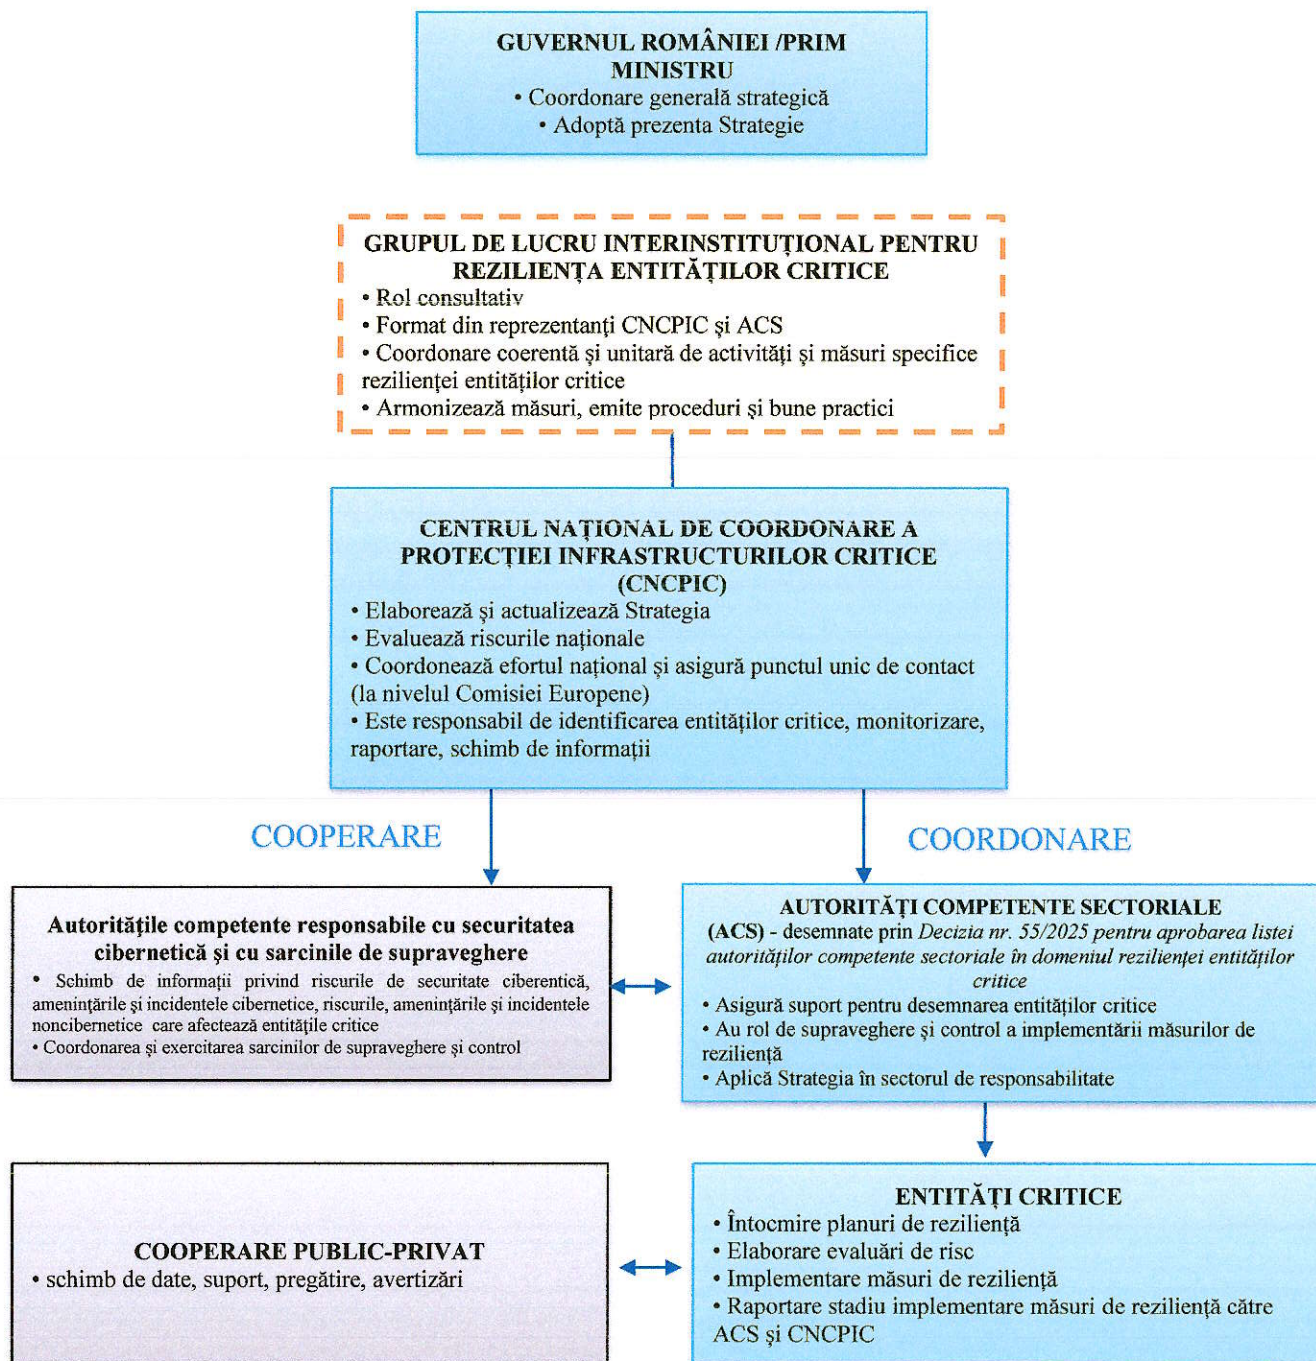 GUVERNUL ROMÂNIEI /PRIM
MINISTRU
• Coordonare generală strategică
• Adoptă prezenta Strategie
GRUPUL DE LUCRU INTERINSTITUȚIONAL PENTRU
REZILIENȚA ENTITĂȚILOR CRITICE
• Rol consultativ
• Format din reprezentanți CNCPIC și ACS
• Coordonare coerentă și unitară de activități și măsuri specifice
rezilienței entităților critice
• Armonizează măsuri, emite proceduri și bune practici
CENTRUL NAȚIONAL DE COORDONARE A
PROTECȚIEI INFRASTRUCTURILOR CRITICE
(CNCPIC)
• Elaborează și actualizează Strategia
• Evaluează riscurile naționale
• Coordonează efortul național și asigură punctul unic de contact
(la nivelul Comisiei Europene)
• Este responsabil de identificarea entităților critice, monitorizare,
raportare, schimb de informații
COOPERARE
COORDONARE
Autoritățile competente responsabile cu securitatea
cibernetică și cu sarcinile de supraveghere
• Schimb de informații privind riscurile de securitate ciberentică,
amenințările și incidentele cibernetice, riscurile, amenințările și incidentele
noncibernetice care afectează entitățile critice
• Coordonarea și exercitarea sarcinilor de supraveghere și control
AUTORITĂȚI COMPETENTE SECTORIALE
(ACS) - desemnate prin Decizia nr. 55/2025 pentru aprobarea listei
autorităților competente sectoriale în domeniul rezilienței entităților
critice
• Asigură suport pentru desemnarea entităților critice
• Au rol de supraveghere și control a implementării măsurilor de
reziliență
• Aplică Strategia în sectorul de responsabilitate
COOPERARE PUBLIC-PRIVAT
• schimb de date, suport, pregătire, avertizări
ENTITĂȚI CRITICE
• Întocmire planuri de reziliență
• Elaborare evaluări de risc
• Implementare măsuri de reziliență
• Raportare stadiu implementare măsuri de reziliență către
ACS și CNCPIC